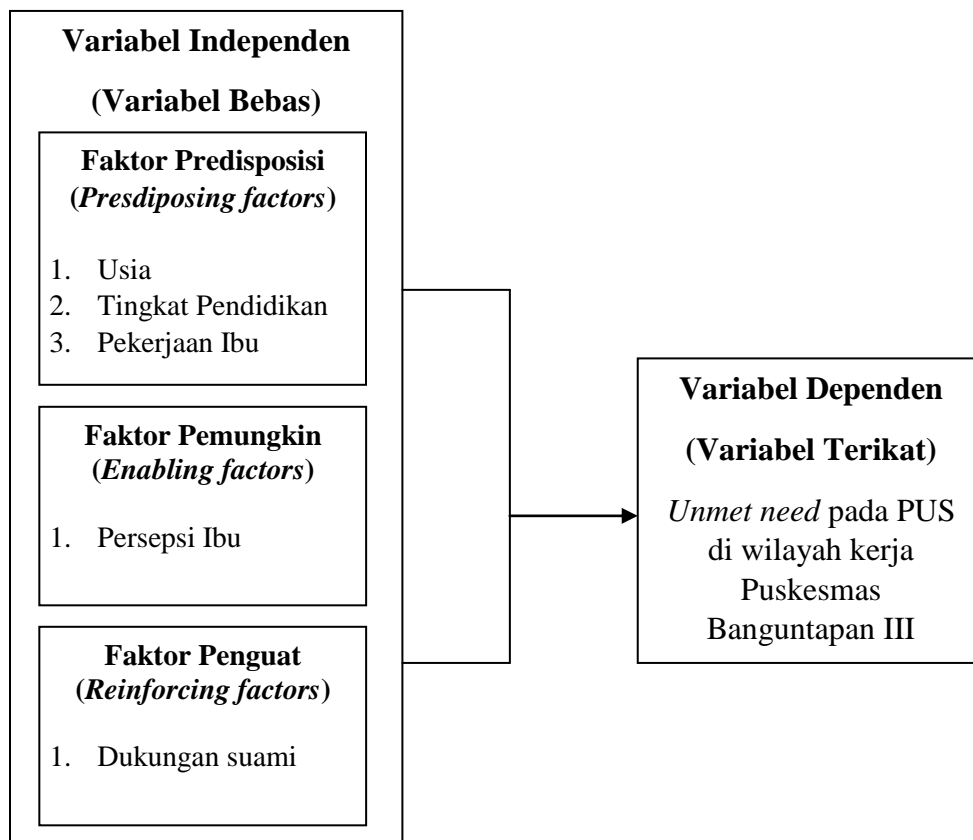 Variabel Independen
(Variabel Bebas)
Faktor Predisposisi
(Presdiposing factors)
1. Usia
2. Tingkat Pendidikan
3. Pekerjaan Ibu
Faktor Pemungkin
(Enabling factors)
1. Persepsi Ibu
Faktor Penguat
(Reinforcing factors)
1. Dukungan suami
Variabel Dependen
(Variabel Terikat)
Unmet need pada PUS
di wilayah kerja
Puskesmas
Banguntapan III